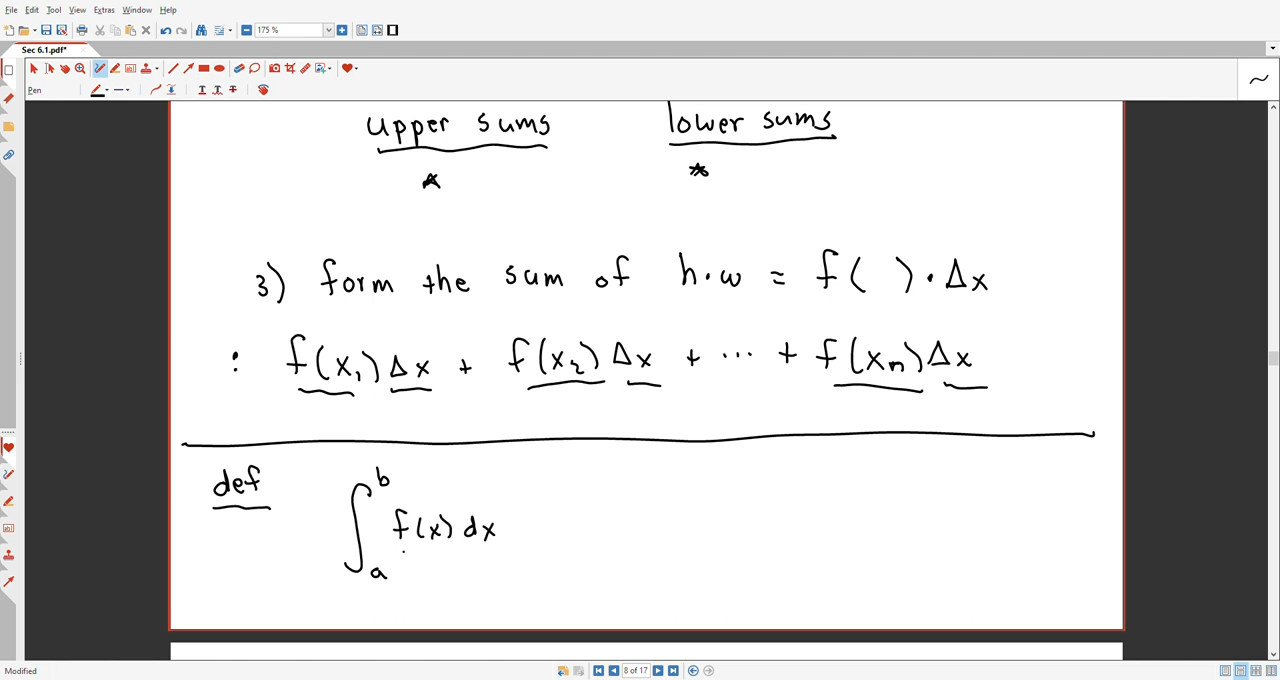 File Edit Tool View Extras Window Help
175 %
Sec 6.1.pdf*
Pen
upper sums lower sums
3) form the sum of h·w = f( )·Δx
: f(x₁)Δx + f(x₂)Δx + ··· + f(xₙ)Δx
def ∫ₐᵇ f(x) dx
Modified
8 of 17